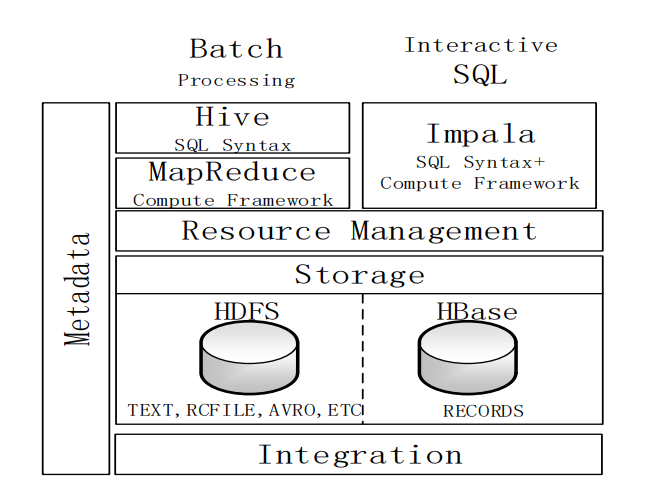 Batch
Processing
Interactive
SQL
Metadata
Hive
SQL Syntax
MapReduce
Compute Framework
Impala
SQL Syntax+
Compute Framework
Resource Management
Storage
HDFS
TEXT,RCFILE,AVRO,ETC
HBase
RECORDS
Integration